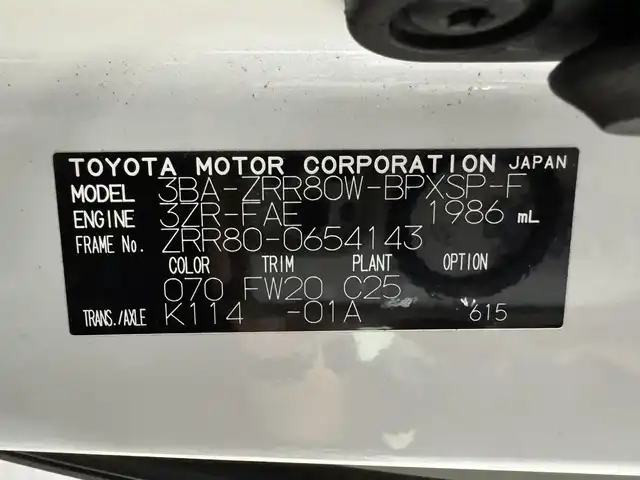 TOYOTA MOTOR CORPORATION JAPAN
MODEL 3BA-ZRR80W-BPXSP-F
ENGINE 3ZR-FAE 1986 mL
FRAME No. ZRR80-0654143
COLOR TRIM PLANT OPTION
070 FW20 C25
TRANS./AXLE K114 -01A 615